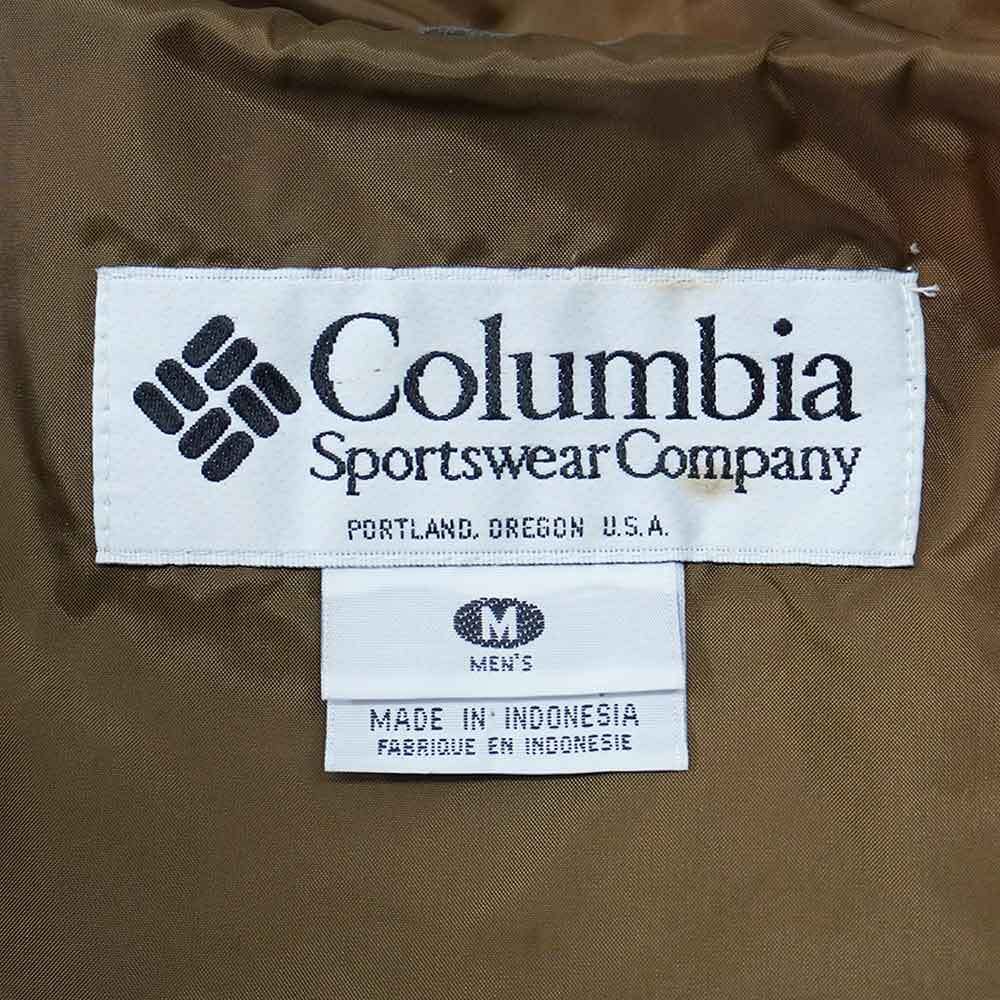 Columbia
Sportswear Company
PORTLAND, OREGON U.S.A.
M
MEN'S
MADE IN INDONESIA
FABRIQUE EN INDONESIE